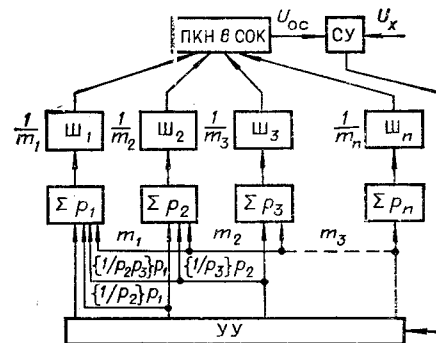 ПКН в СОК
U_ос
СУ
U_x
1/m_1 Ш_1 1/m_2 Ш_2 1/m_3 Ш_3 1/m_n Ш_n
Σ p_1 Σ p_2 Σ p_3 Σ p_n
m_1 m_2 m_3
{1/p_2p_3}p_1 {1/p_3}p_2
{1/p_2}p_1
УУ